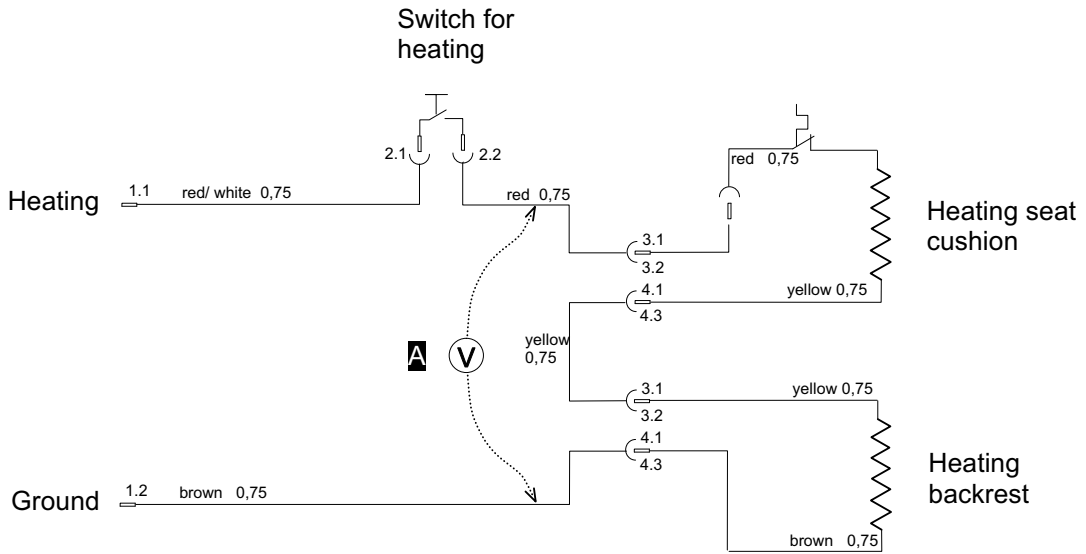 Switch for
heating
2.1
2.2
red 0,75
1.1
red/ white 0,75
red 0,75
Heating
Heating seat
cushion
3.1
3.2
4.1
4.3
yellow 0,75
yellow
0,75
A
V
3.1
3.2
yellow 0,75
4.1
4.3
Heating
backrest
1.2
brown 0,75
Ground
brown 0,75